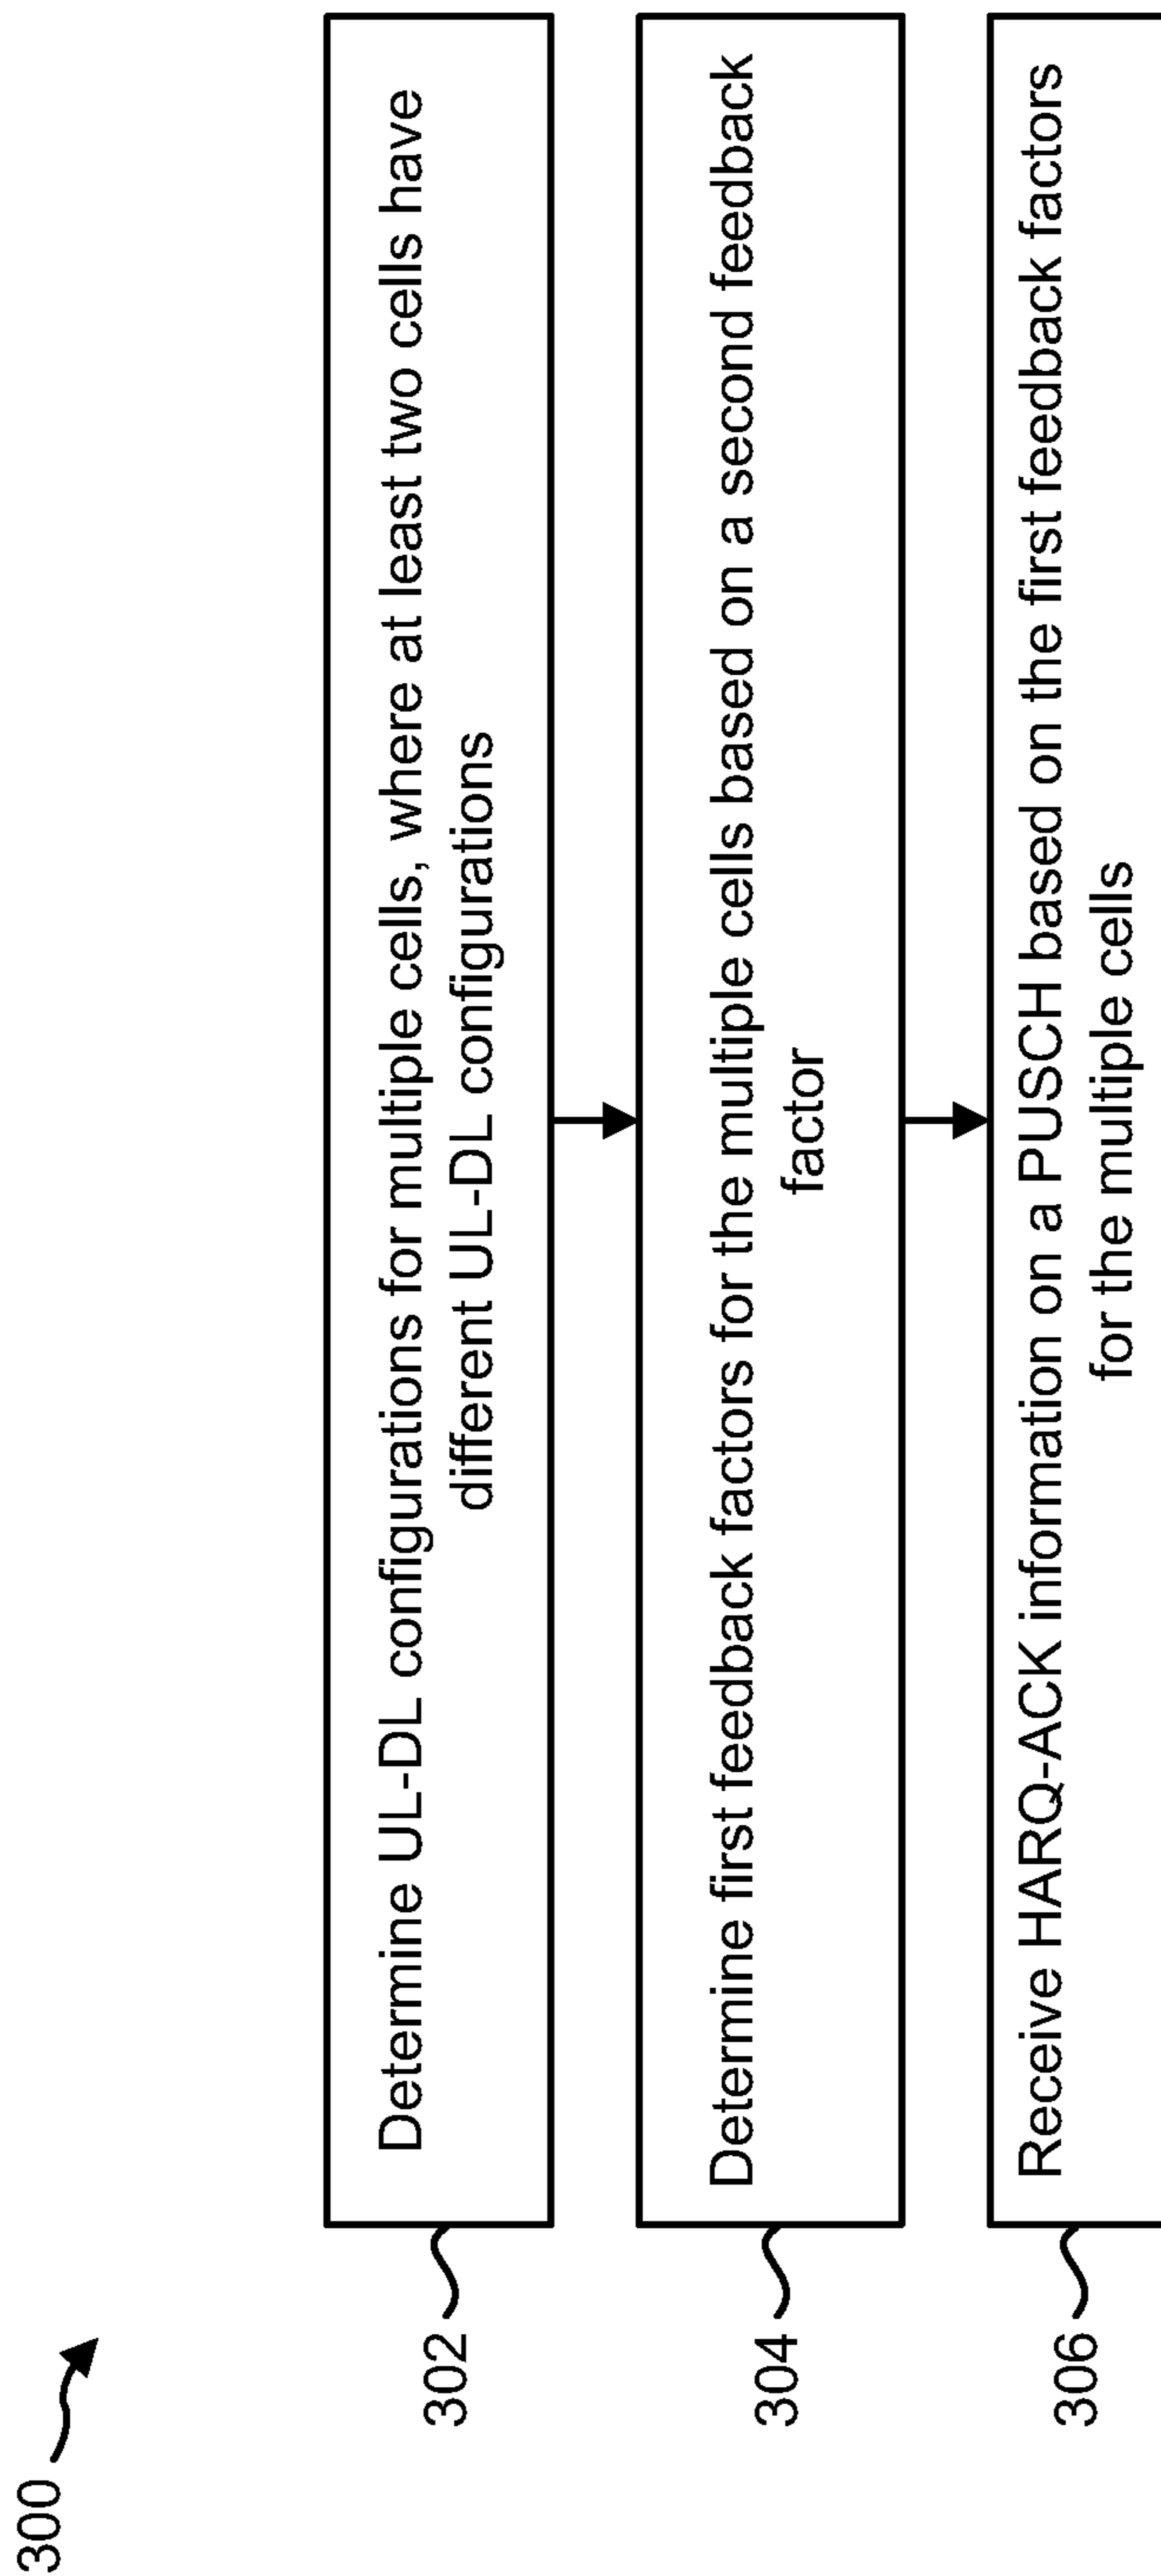 300
302
Determine UL-DL configurations for multiple cells, where at least two cells have
different UL-DL configurations
304
Determine first feedback factors for the multiple cells based on a second feedback
factor
306
Receive HARQ-ACK information on a PUSCH based on the first feedback factors
for the multiple cells